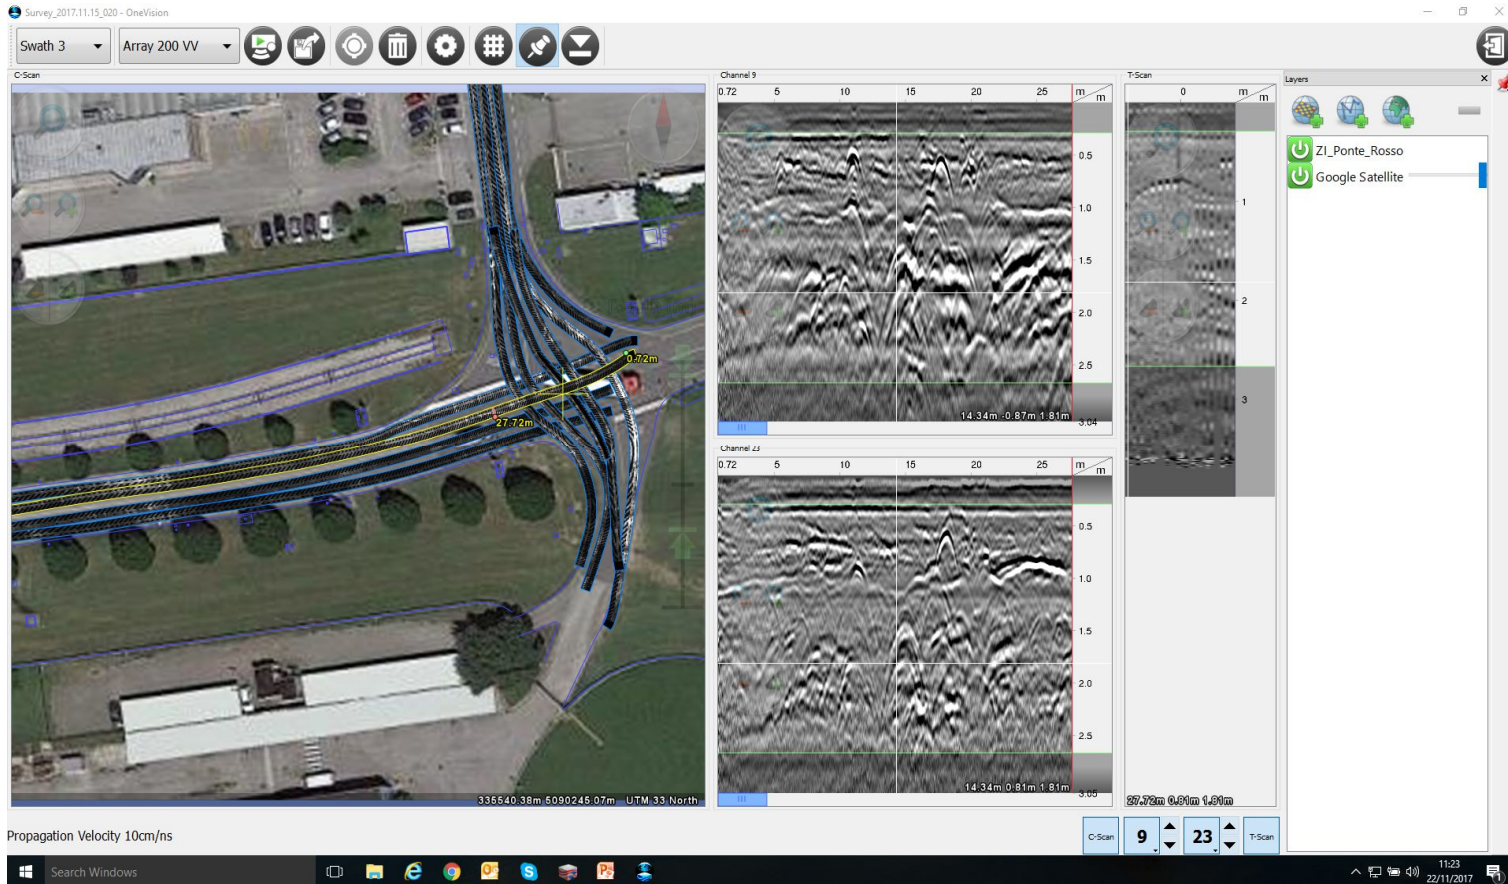 Survey_2017.11.15_020 - OneVision
Swath 3
Array 200 VV
C-Scan
0.72m
27.72m
335540.38m 5090245.07m UTM 33 North
Channel 9
0.72 5 10 15 20 25 m m
0.5
1.0
1.5
2.0
2.5
3.04
14.34m -0.87m 1.81m
Channel 23
0.72 5 10 15 20 25 m m
0.5
1.0
1.5
2.0
2.5
3.05
14.34m 0.81m 1.81m
T-Scan
0 m m
1
2
3
27.72m 0.81m 1.81m
Layers
ZI_Ponte_Rosso
Google Satellite
Propagation Velocity 10cm/ns
C-Scan 9 23 T-Scan
Search Windows
11:23
22/11/2017